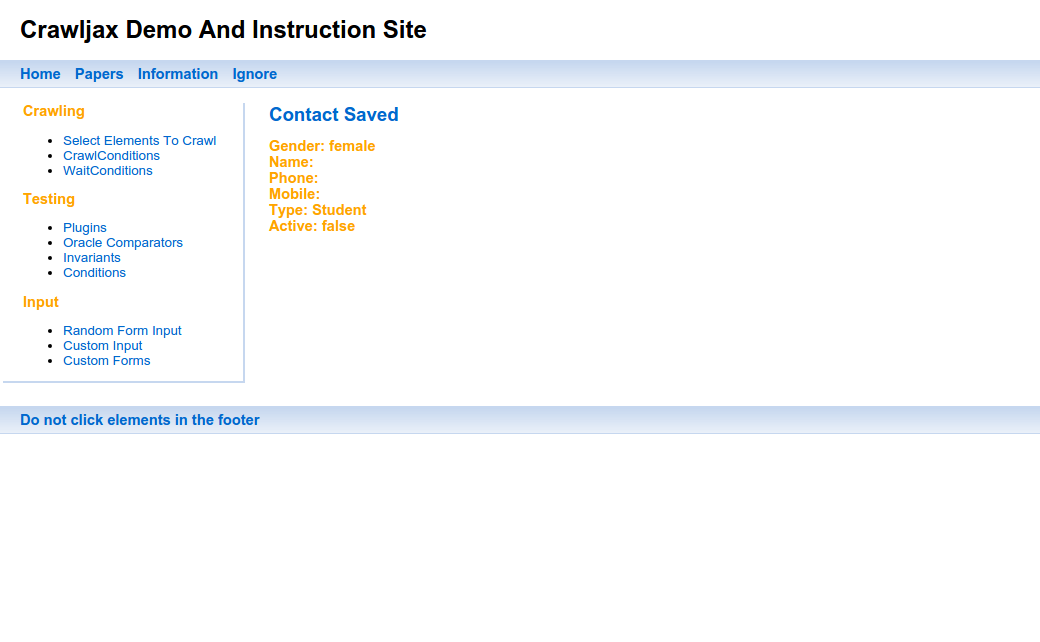 Crawljax Demo And Instruction Site
Home Papers Information Ignore
Crawling
Select Elements To Crawl
CrawlConditions
WaitConditions
Testing
Plugins
Oracle Comparators
Invariants
Conditions
Input
Random Form Input
Custom Input
Custom Forms
Contact Saved
Gender: female
Name:
Phone:
Mobile:
Type: Student
Active: false
Do not click elements in the footer